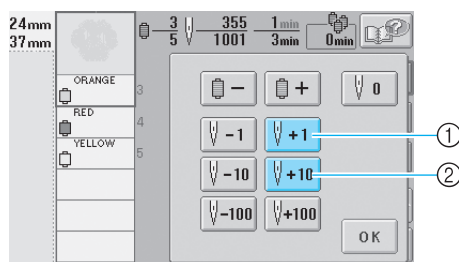 24mm
37mm
3/5 355/1001 1min/3min 0min
ORANGE 3
RED 4
YELLOW 5
− + 0
−1 +1 ①
−10 +10 ②
−100 +100
OK